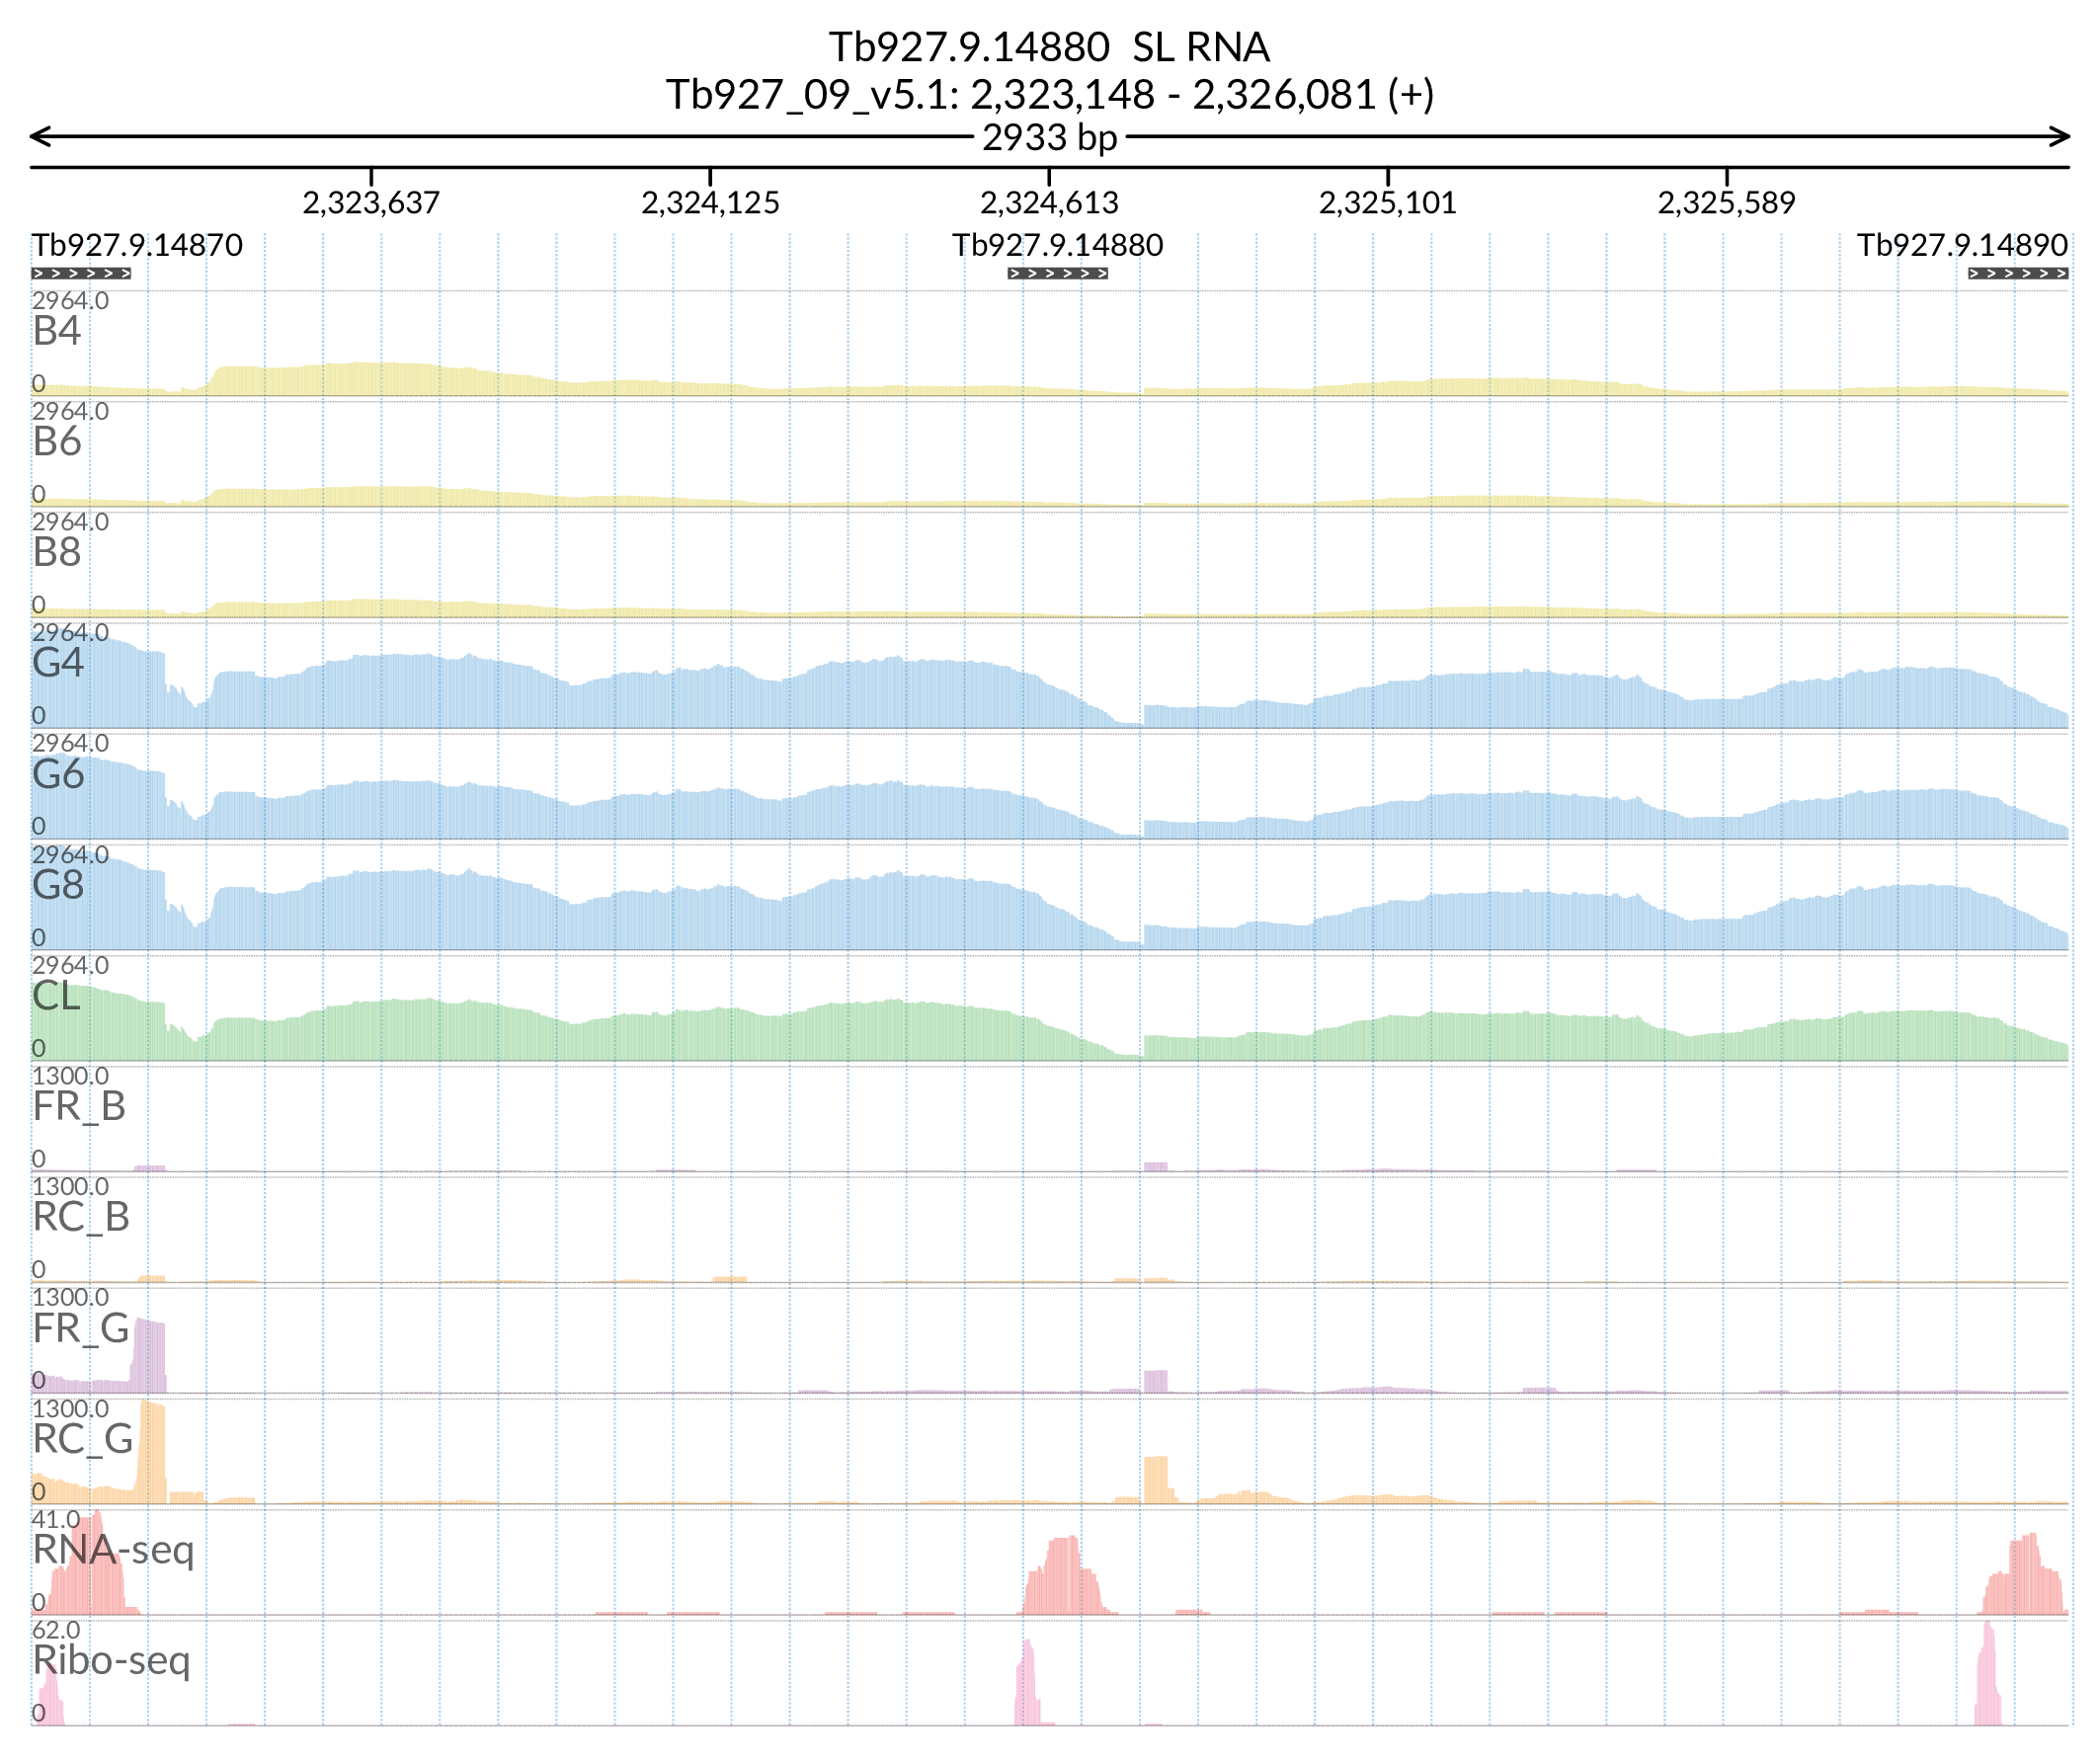 Tb927.9.14880 SL RNA
Tb927_09_v5.1: 2,323,148 - 2,326,081 (+)
2933 bp
2,323,637 2,324,125 2,324,613 2,325,101 2,325,589
Tb927.9.14870 Tb927.9.14880 Tb927.9.14890
2964.0
B4
0
2964.0
B6
0
2964.0
B8
0
2964.0
G4
0
2964.0
G6
0
2964.0
G8
0
2964.0
CL
0
1300.0
FR_B
0
1300.0
RC_B
0
1300.0
FR_G
0
1300.0
RC_G
0
41.0
RNA-seq
0
62.0
Ribo-seq
0